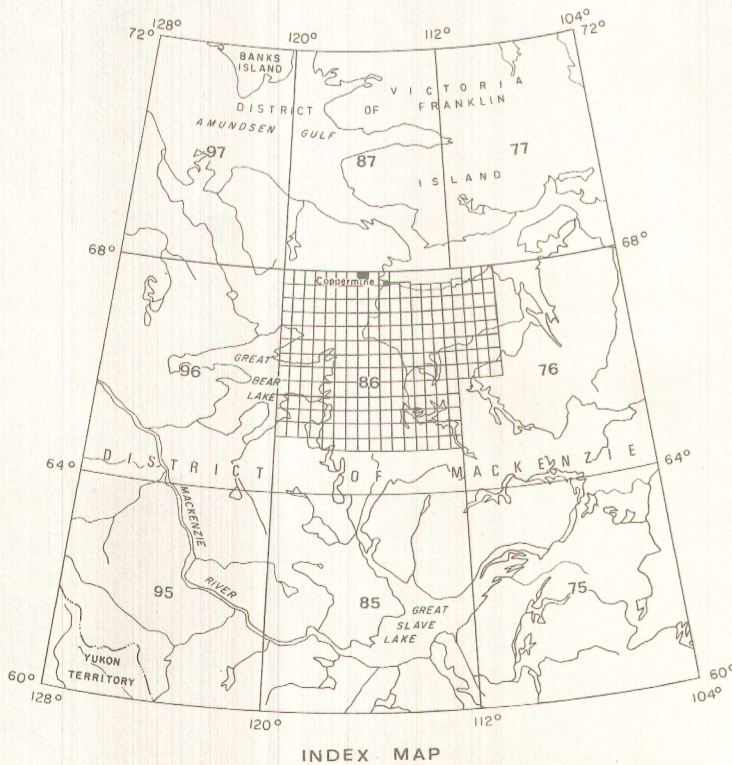 128°
120°
112°
104°
72°
72°
BANKS
ISLAND
VICTORIA
DISTRICT OF FRANKLIN
AMUNDSEN GULF
97
87
77
ISLAND
68°
68°
Coppermine
GREAT
BEAR
LAKE
96
86
76
DISTRICT OF MACKENZIE
64°
64°
MACKENZIE
RIVER
95
85
75
GREAT
SLAVE
LAKE
YUKON
TERRITORY
60°
60°
128°
120°
112°
104°
INDEX MAP